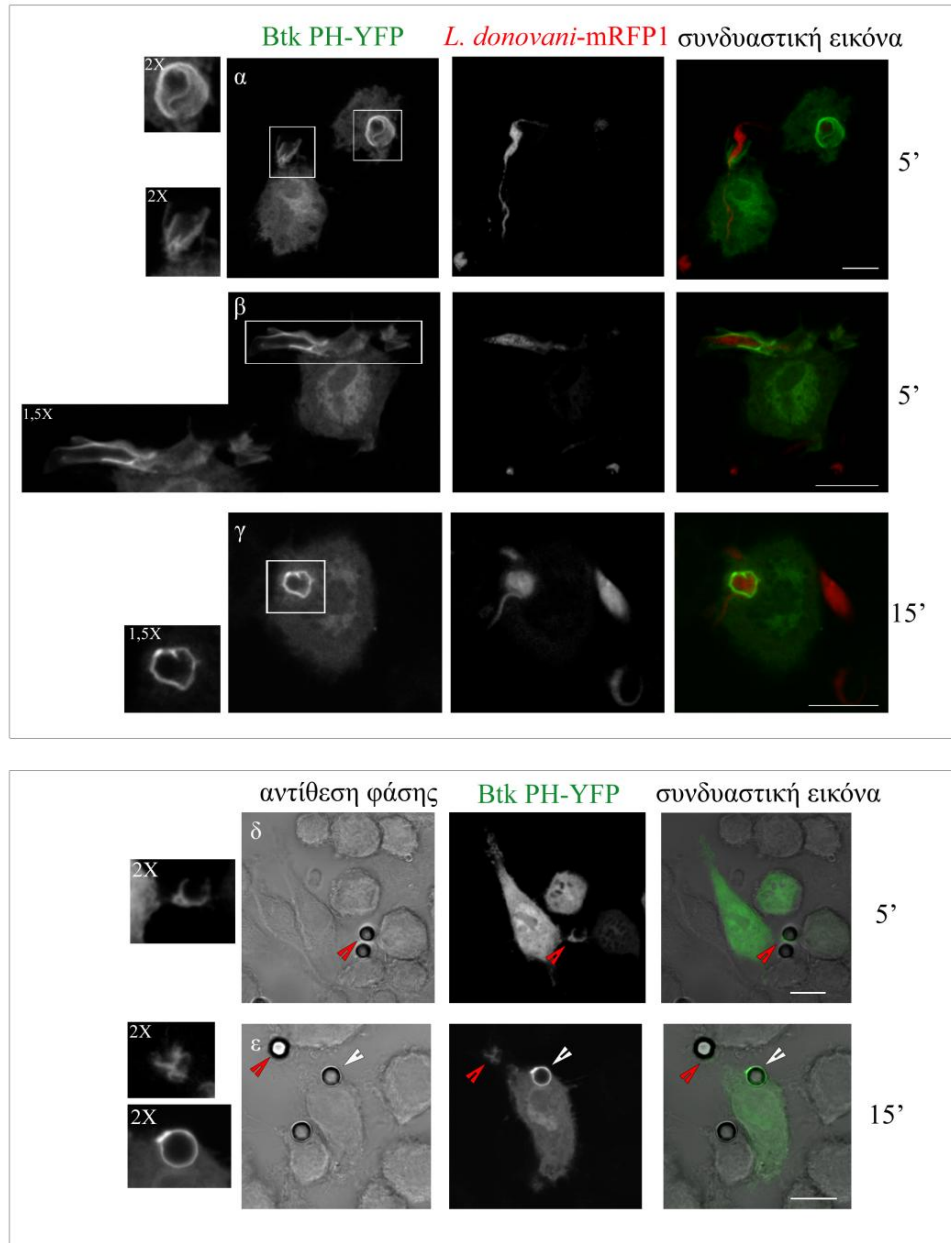 Btk PH-YFP L. donovani-mRFP1 συνδυαστική εικόνα
2X
α
5’
2X
β
5’
1,5X
γ
15’
1,5X
αντίθεση φάσης Btk PH-YFP συνδυαστική εικόνα
δ
2X
5’
2X
ε
2X
15’